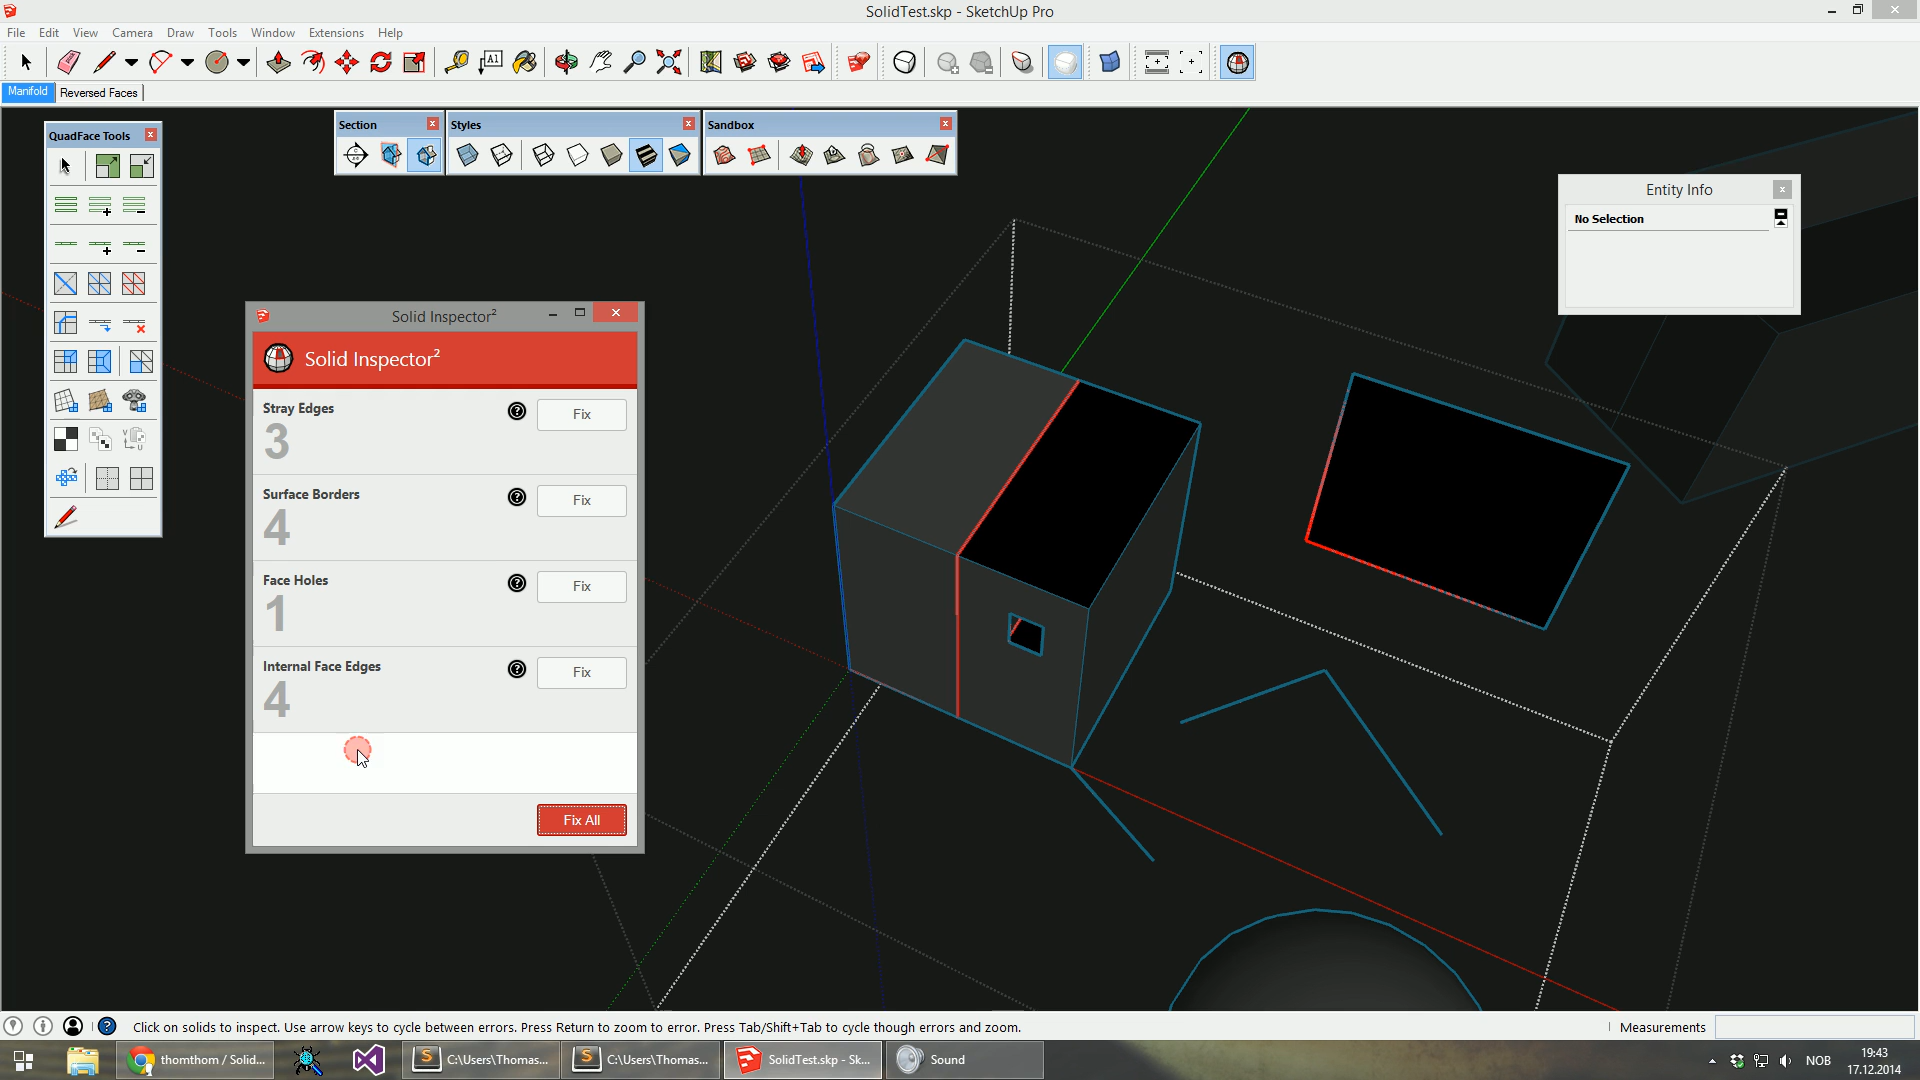 SolidTest.skp - SketchUp Pro
File Edit View Camera Draw Tools Window Extensions Help
A1
Manifold Reversed Faces
QuadFace Tools
Section
Styles
Sandbox
Entity Info
No Selection
Solid Inspector²
Solid Inspector²
Stray Edges
3
Fix
Surface Borders
4
Fix
Face Holes
1
Fix
Internal Face Edges
4
Fix
Fix All
Click on solids to inspect. Use arrow keys to cycle between errors. Press Return to zoom to error. Press Tab/Shift+Tab to cycle though errors and zoom.
Measurements
thomthom / Solid...
C:\Users\Thomas...
C:\Users\Thomas...
SolidTest.skp - Sk...
Sound
NOB
19:43
17.12.2014